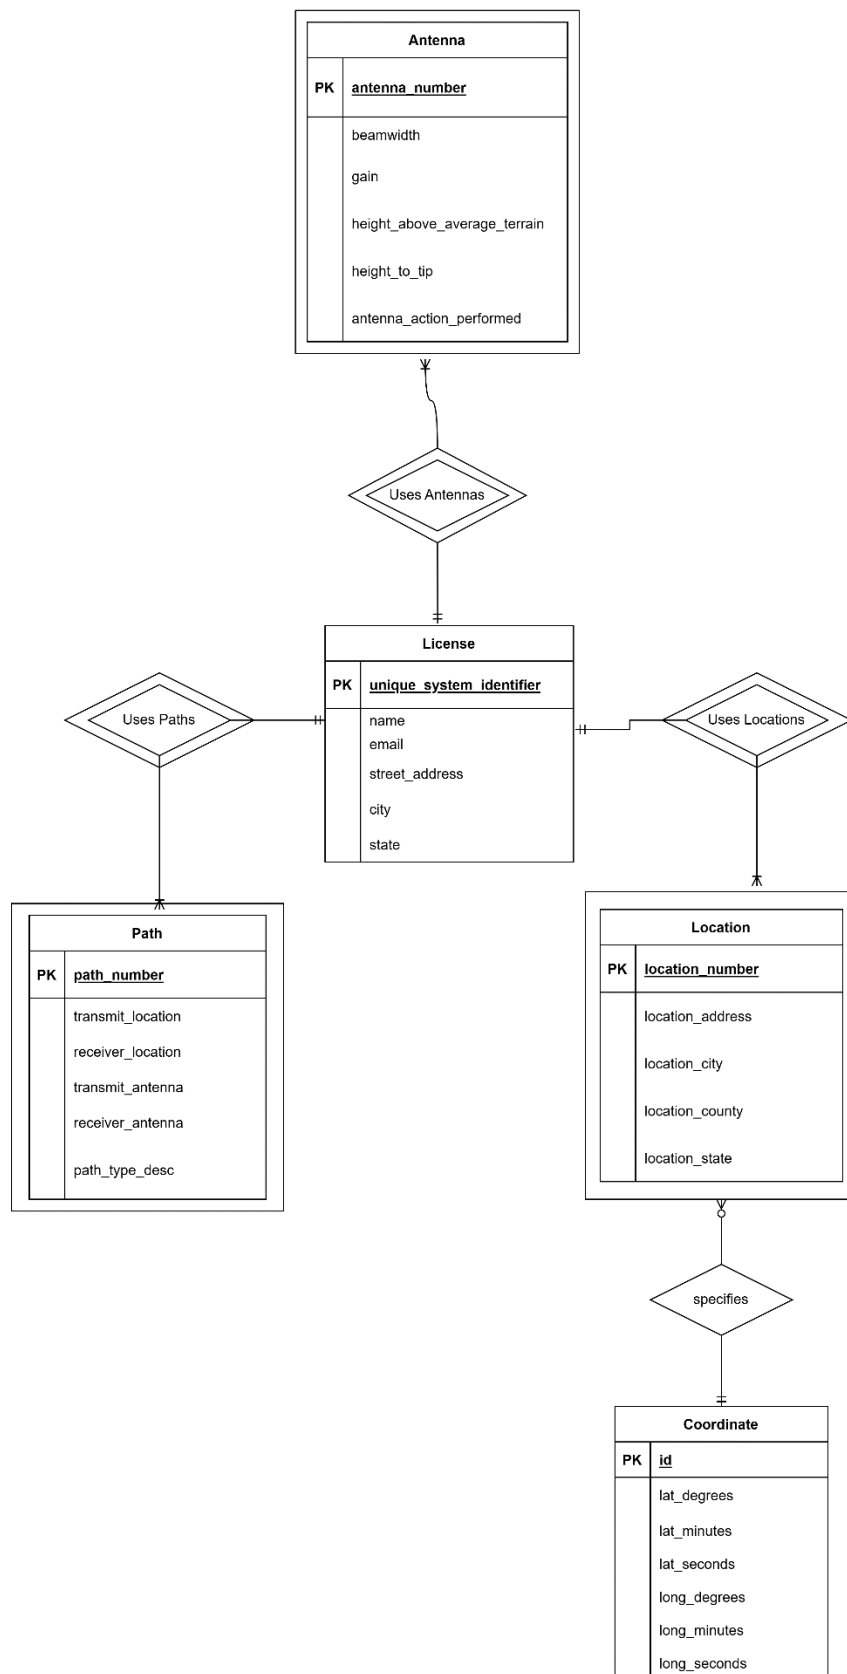 Antenna
PK antenna_number
beamwidth
gain
height_above_average_terrain
height_to_tip
antenna_action_performed
Uses Antennas
License
PK unique_system_identifier
name
email
street_address
city
state
Uses Paths
Uses Locations
Path
PK path_number
transmit_location
receiver_location
transmit_antenna
receiver_antenna
path_type_desc
Location
PK location_number
location_address
location_city
location_county
location_state
specifies
Coordinate
PK id
lat_degrees
lat_minutes
lat_seconds
long_degrees
long_minutes
long_seconds